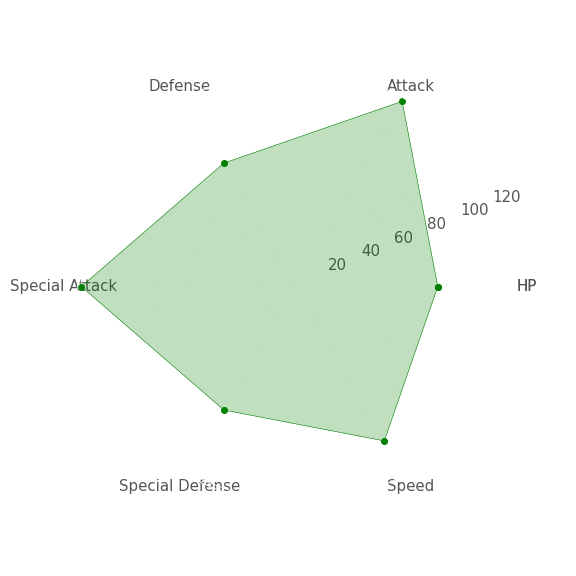 Defense
Attack
120
100
80
60
40
20
Special Attack
HP
Special Defense
Speed